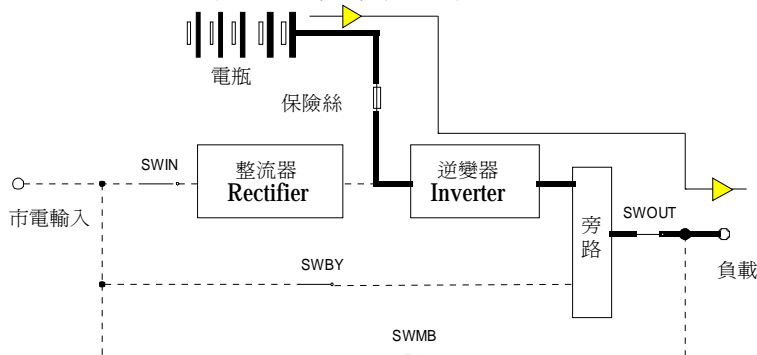 電瓶
保險絲
SWIN
整流器
Rectifier
逆變器
Inverter
市電輸入
旁路
SWOUT
負載
SWBY
SWMB